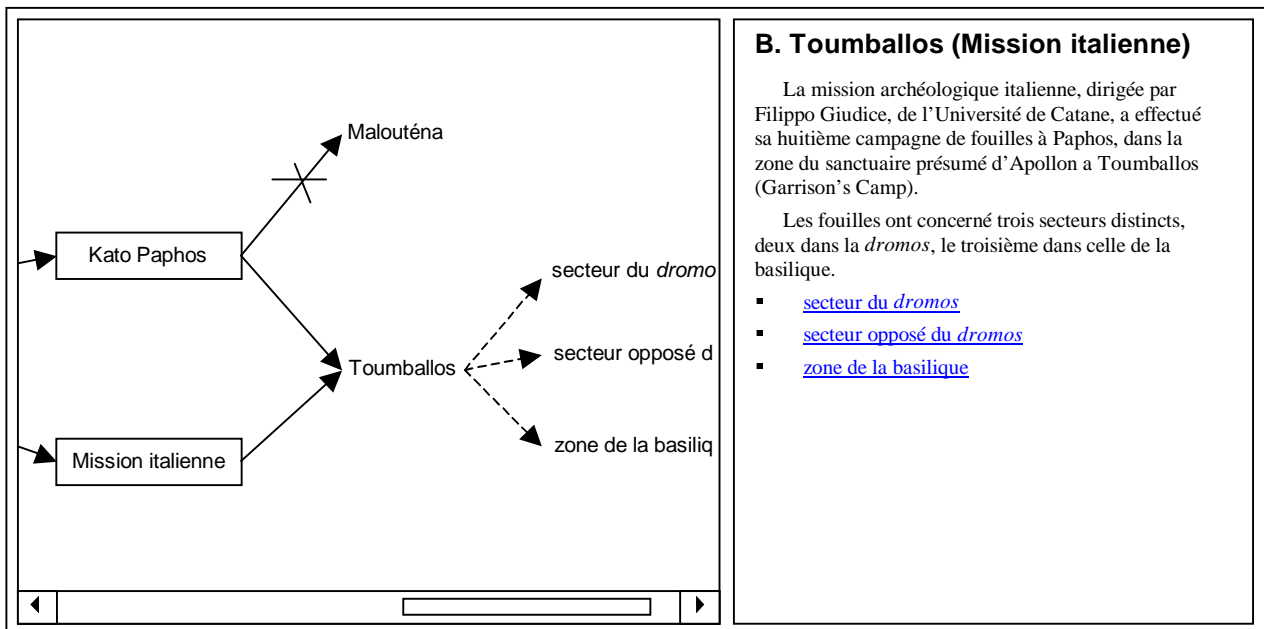 Malouténa
Kato Paphos
secteur du dromo
secteur opposé d
Toumballos
zone de la basiliq
Mission italienne
B. Toumballos (Mission italienne)
La mission archéologique italienne, dirigée par
Filippo Giudice, de l’Université de Catane, a effectué
sa huitième campagne de fouilles à Paphos, dans la
zone du sanctuaire présumé d’Apollon a Toumballos
(Garrison’s Camp).
Les fouilles ont concerné trois secteurs distincts,
deux dans la dromos, le troisième dans celle de la
basilique.
▪ secteur du dromos
▪ secteur opposé du dromos
▪ zone de la basilique